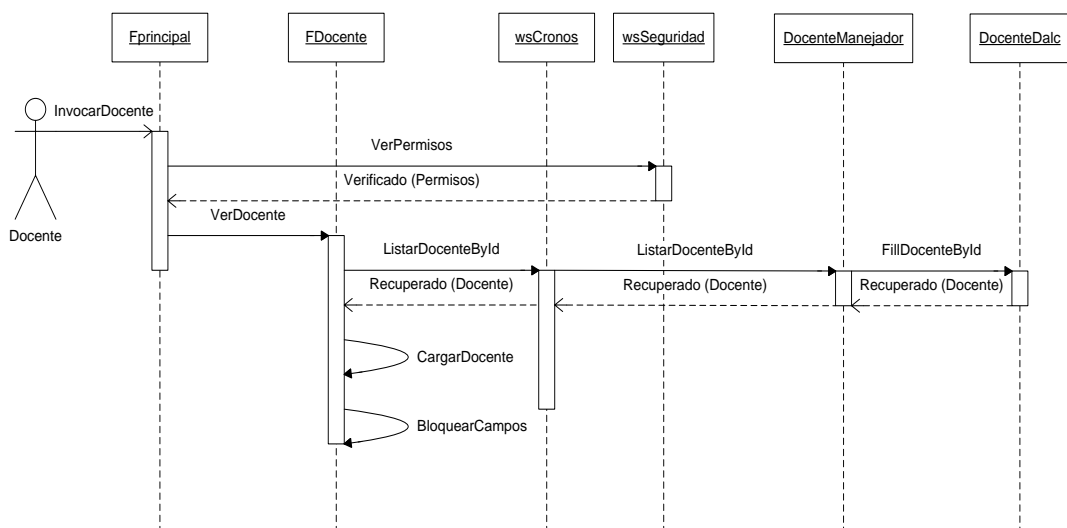 Fprincipal
FDocente
wsCronos
wsSeguridad
DocenteManejador
DocenteDalc
InvocarDocente
VerPermisos
Verificado (Permisos)
VerDocente
Docente
ListarDocenteById
ListarDocenteById
FillDocenteById
Recuperado (Docente)
Recuperado (Docente)
Recuperado (Docente)
CargarDocente
BloquearCampos